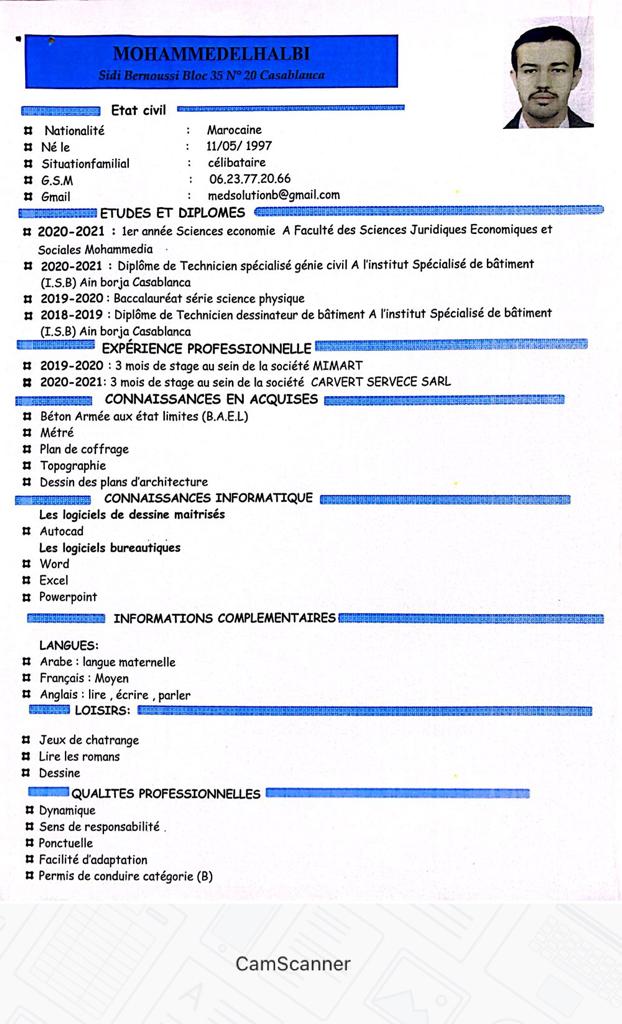 MOHAMMEDELHALBI
Sidi Bernoussi Bloc 35 N° 20 Casablanca
Etat civil
Nationalité : Marocaine
Né le : 11/05/ 1997
Situationfamilial : célibataire
G.S.M : 06.23.77.20.66
Gmail : medsolutionb@gmail.com
ETUDES ET DIPLOMES
2020-2021 : 1er année Sciences economie A Faculté des Sciences Juridiques Economiques et
Sociales Mohammedia
2020-2021 : Diplôme de Technicien spécialisé génie civil A l'institut Spécialisé de bâtiment
(I.S.B) Ain borja Casablanca
2019-2020 : Baccalauréat série science physique
2018-2019 : Diplôme de Technicien dessinateur de bâtiment A l'institut Spécialisé de bâtiment
(I.S.B) Ain borja Casablanca
EXPÉRIENCE PROFESSIONNELLE
2019-2020 : 3 mois de stage au sein de la société MIMART
2020-2021: 3 mois de stage au sein de la société CARVERT SERVECE SARL
CONNAISSANCES EN ACQUISES
Béton Armée aux état limites (B.A.E.L)
Métré
Plan de coffrage
Topographie
Dessin des plans d'architecture
CONNAISSANCES INFORMATIQUE
Les logiciels de dessine maitrisés
Autocad
Les logiciels bureautiques
Word
Excel
Powerpoint
INFORMATIONS COMPLEMENTAIRES
LANGUES:
Arabe : langue maternelle
Français : Moyen
Anglais : lire , écrire , parler
LOISIRS:
Jeux de chatrange
Lire les romans
Dessine
QUALITES PROFESSIONNELLES
Dynamique
Sens de responsabilité .
Ponctuelle
Facilité d'adaptation
Permis de conduire catégorie (B)
CamScanner